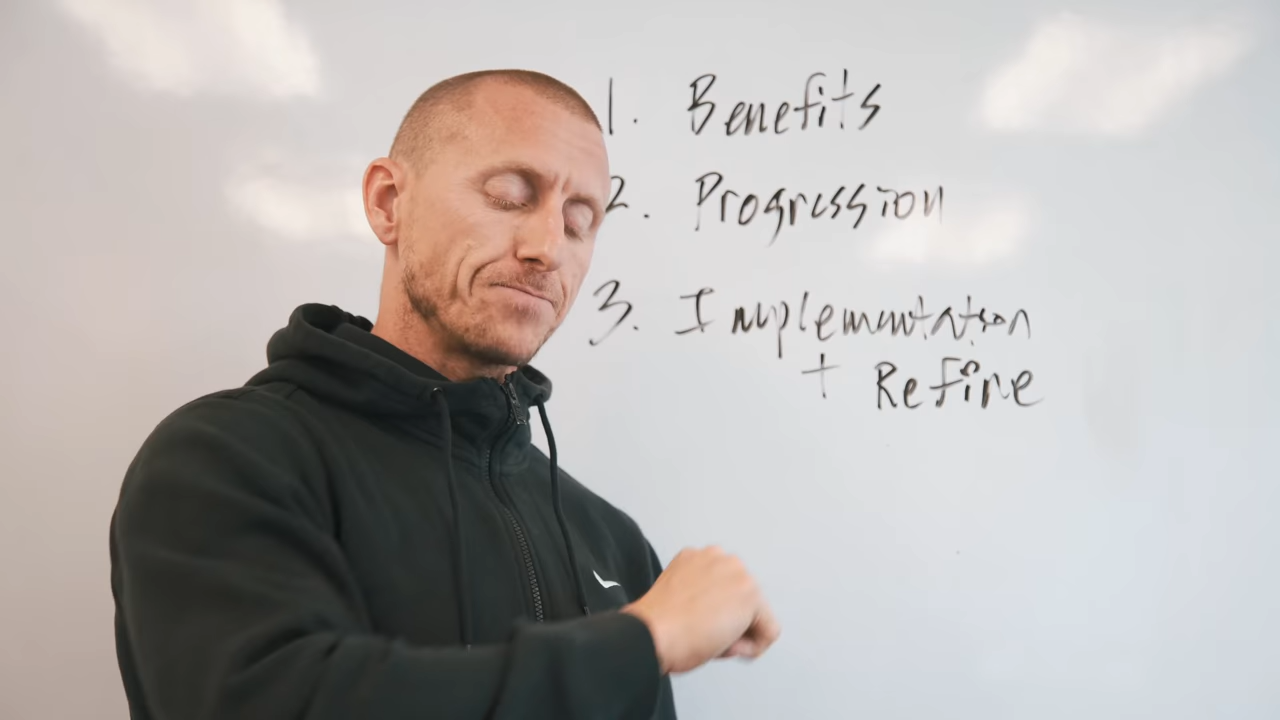 1. Benefits
2. Progression
3. Implementation
+ Refine